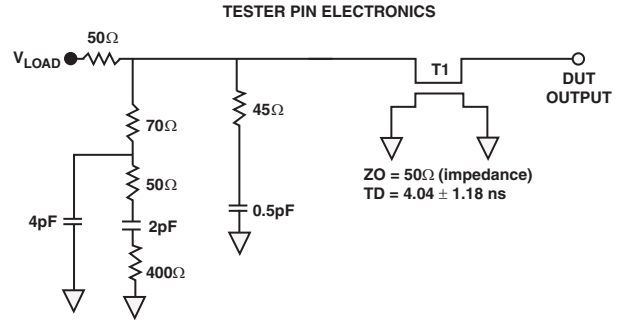 TESTER PIN ELECTRONICS
50Ω
VLOAD
T1
DUT
OUTPUT
70Ω
45Ω
50Ω
ZO = 50Ω (impedance)
TD = 4.04 ± 1.18 ns
4pF
2pF
0.5pF
400Ω